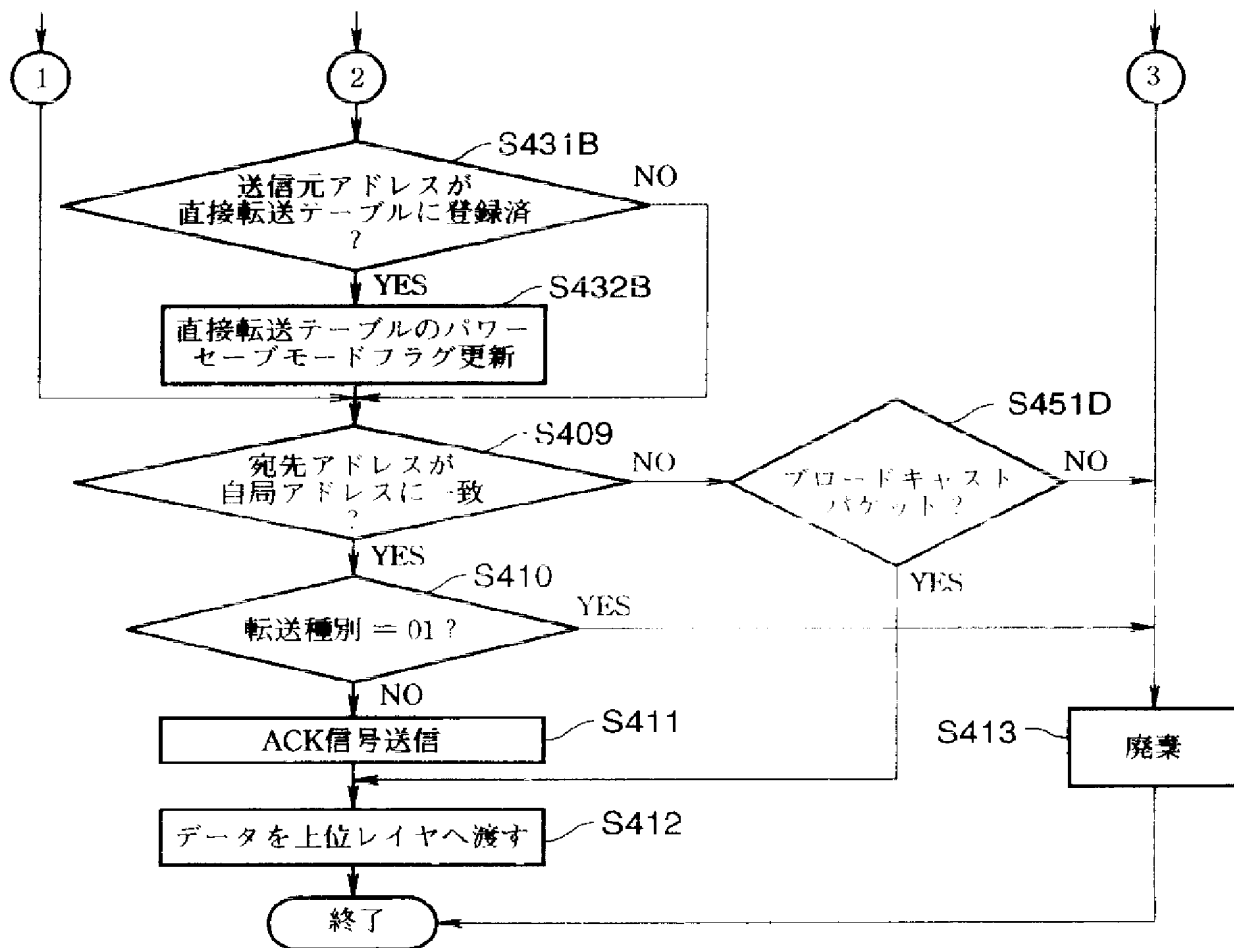 1
2
3
S431B
送信元アドレスが
直接転送テーブルに登録済
?
NO
YES
S432B
直接転送テーブルのパワー
セーブモードフラグ更新
S409
宛先アドレスが
自局アドレスに一致
?
NO
S451D
ブロードキャスト
パケット?
NO
YES
YES
S410
転送種別=01?
YES
NO
S411
ACK信号送信
S413
廃棄
S412
データを上位レイヤへ渡す
終了